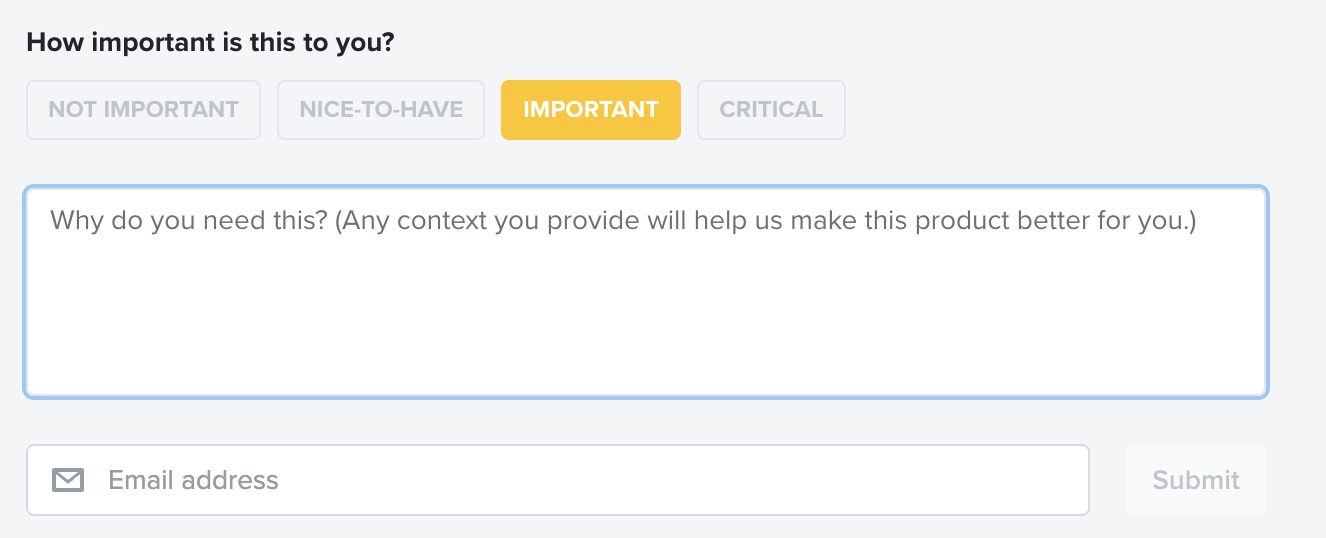 How important is this to you?
NOT IMPORTANT NICE-TO-HAVE IMPORTANT CRITICAL
Why do you need this? (Any context you provide will help us make this product better for you.)
Email address Submit